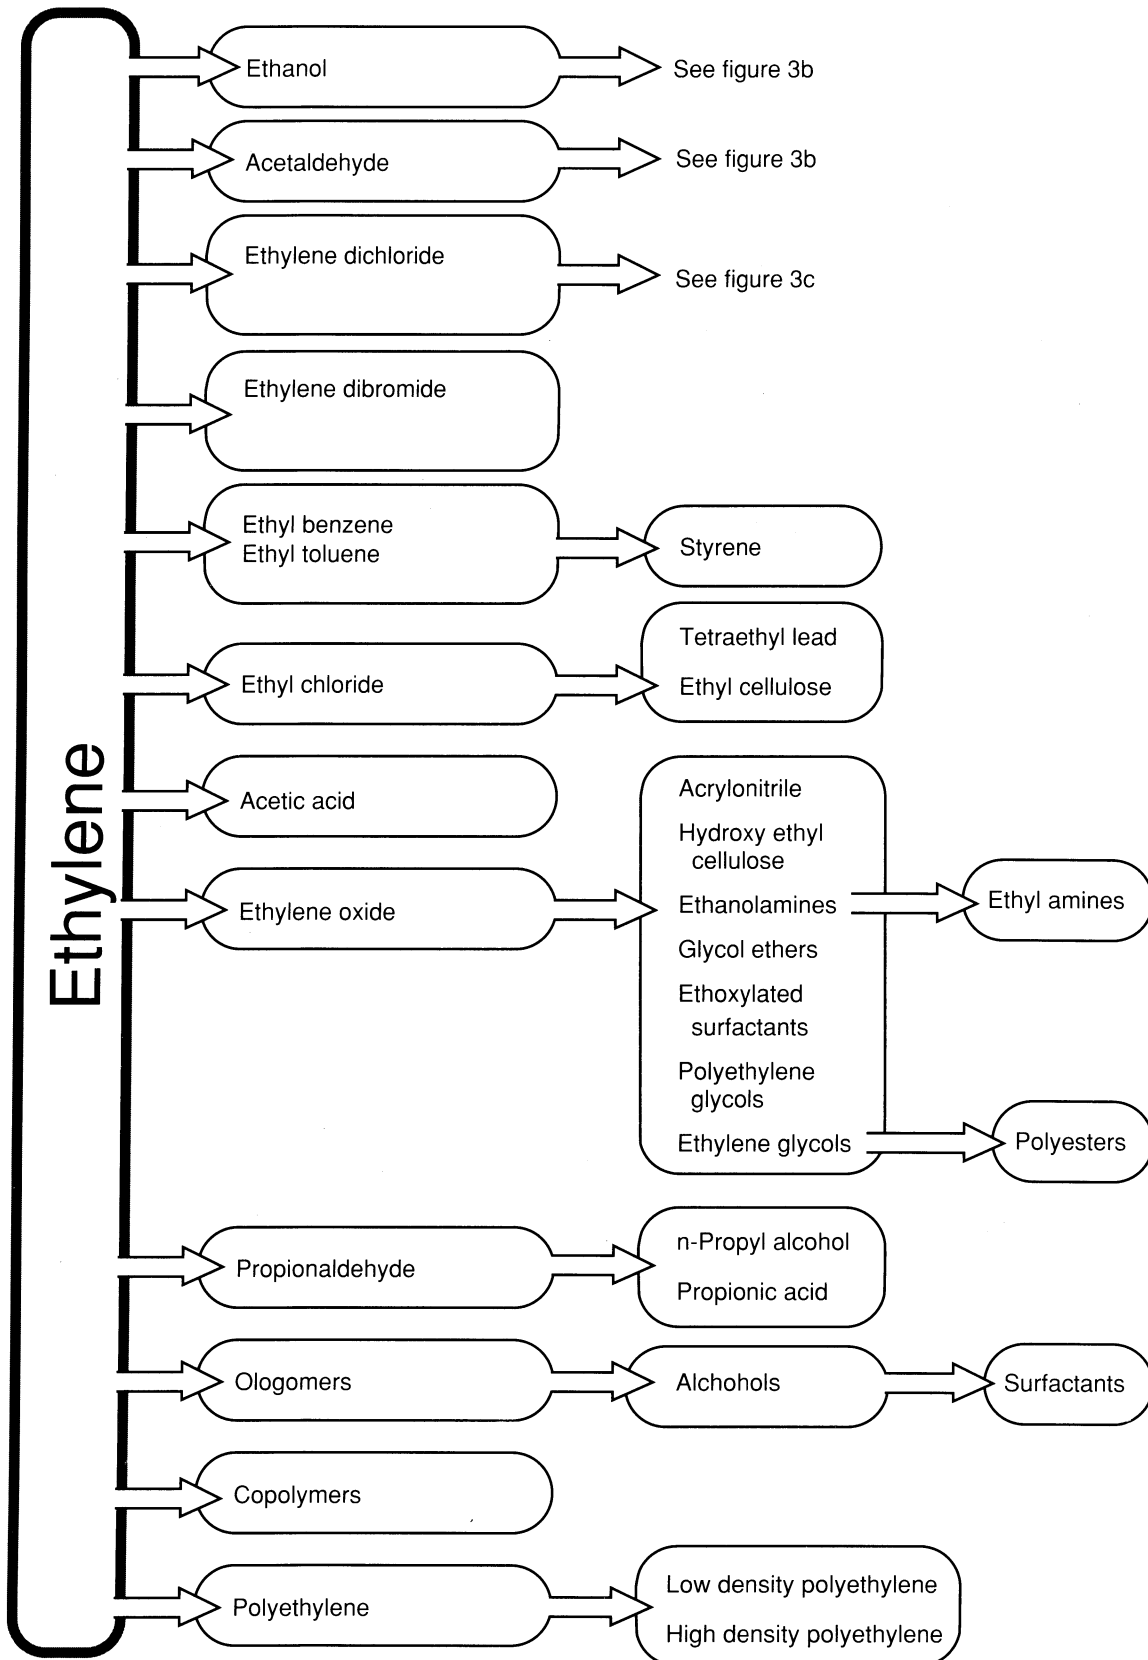 Ethylene
Ethanol
See figure 3b
Acetaldehyde
See figure 3b
Ethylene dichloride
See figure 3c
Ethylene dibromide
Ethyl benzene
Ethyl toluene
Styrene
Ethyl chloride
Tetraethyl lead
Ethyl cellulose
Acetic acid
Ethylene oxide
Acrylonitrile
Hydroxy ethyl
cellulose
Ethanolamines
Ethyl amines
Glycol ethers
Ethoxylated
surfactants
Polyethylene
glycols
Ethylene glycols
Polyesters
Propionaldehyde
n-Propyl alcohol
Propionic acid
Ologomers
Alchohols
Surfactants
Copolymers
Polyethylene
Low density polyethylene
High density polyethylene